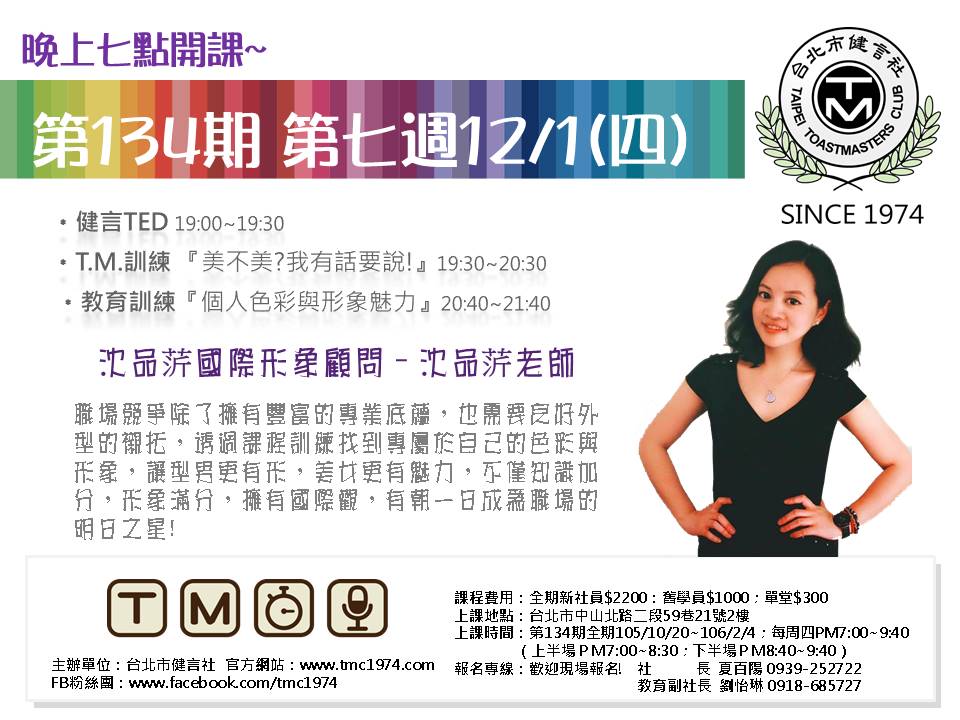 晚上七點開課~
第134期 第七週12/1(四)
台北市健言社
TM
TAIPEI TOASTMASTERS CLUB
SINCE 1974
• 健言TED 19:00~19:30
• T.M.訓練『美不美?我有話要說!』19:30~20:30
• 教育訓練『個人色彩與形象魅力』20:40~21:40
沈品萍國際形象顧問–沈品萍老師
職場競爭除了擁有豐富的專業底蘊,也需要良好外
型的襯托,透過課程訓練找到專屬於自己的色彩與
形象,讓型男更有形,美女更有魅力,不僅知識加
分,形象滿分,擁有國際觀,有朝一日成為職場的
明日之星!
T M
主辦單位:台北市健言社 官方網站:www.tmc1974.com
FB粉絲團:www.facebook.com/tmc1974
課程費用:全期新社員$2200;舊學員$1000;單堂$300
上課地點:台北市中山北路二段59巷21號2樓
上課時間:第134期全期105/10/20~106/2/4;每周四PM7:00~9:40
(上半場PM7:00~8:30;下半場PM8:40~9:40)
報名專線:歡迎現場報名! 社 長 夏百陽 0939-252722
教育副社長 劉怡琳 0918-685727